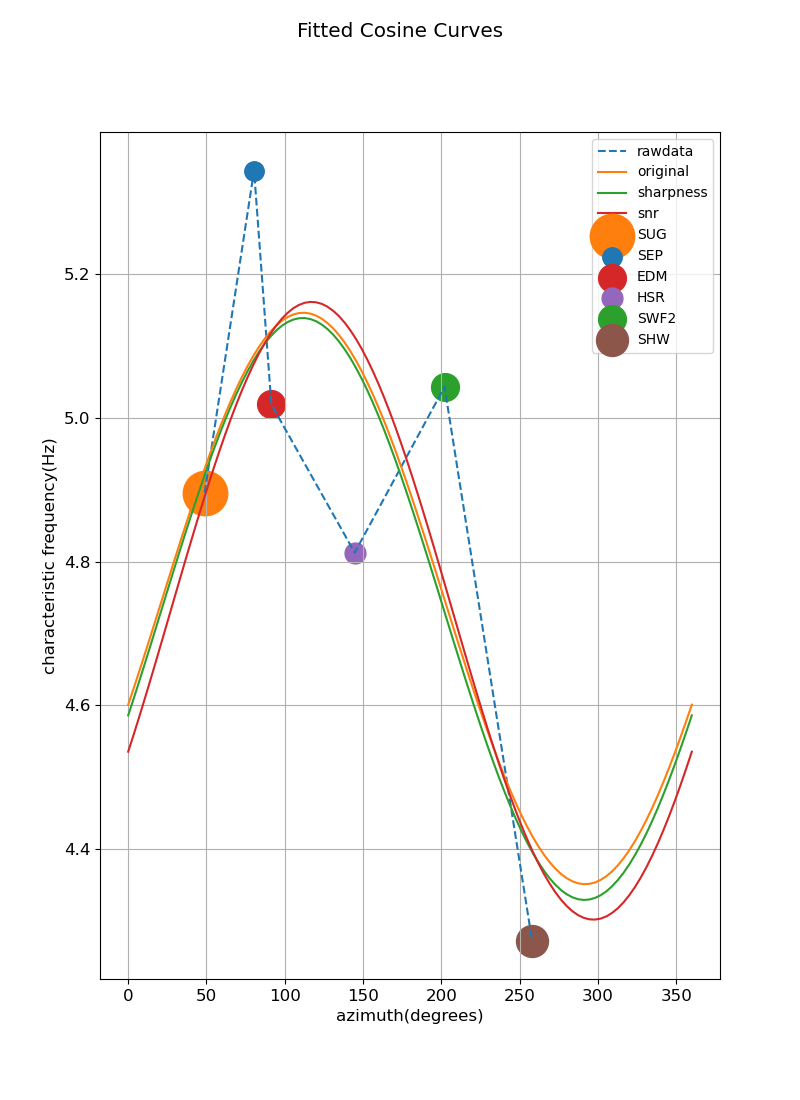 Fitted Cosine Curves
rawdata
original
sharpness
snr
SUG
SEP
EDM
HSR
SWF2
SHW
characteristic frequency(Hz)
5.2
5.0
4.8
4.6
4.4
0 50 100 150 200 250 300 350
azimuth(degrees)